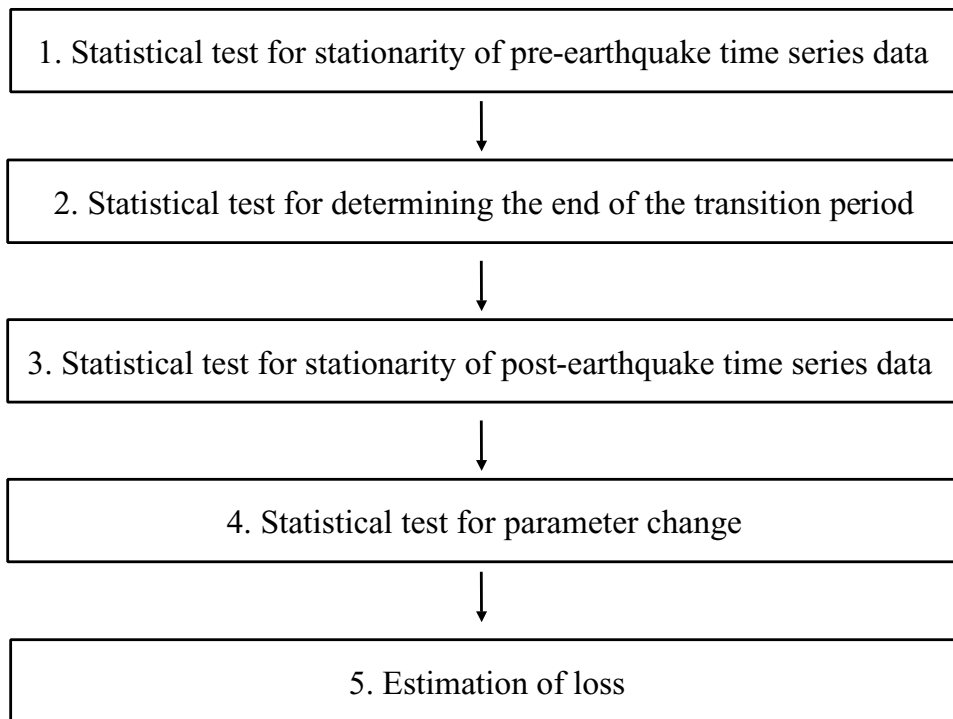 1. Statistical test for stationarity of pre-earthquake time series data
2. Statistical test for determining the end of the transition period
3. Statistical test for stationarity of post-earthquake time series data
4. Statistical test for parameter change
5. Estimation of loss